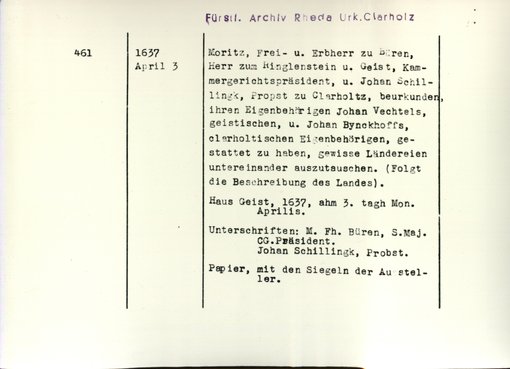 Fürstl. Archiv Rheda Urk.Clarholz
461
1637
April 3
Moritz, Frei- u. Erbherr zu Büren,
Herr zum Ringlenstein u. Geist, Kam-
mergerichtspräsident, u. Johan Schil-
lingk, Propst zu Clarholtz, beurkunden,
ihren Eigenbehörigen Johan Vechtels,
geistischen, u. Johan Bynckhoffs,
clarholtischen Eigenbehörigen, ge-
stattet zu haben, gewisse Ländereien
untereinander auszutauschen. (Folgt
die Beschreibung des Landes).
Haus Geist, 1637, ahm 3. tagh Mon.
Aprilis.
Unterschriften: M. Fh. Büren, S.Maj.
CG.Präsident.
Johan Schillingk, Probst.
Papier, mit den Siegeln der Au stel-
ler.